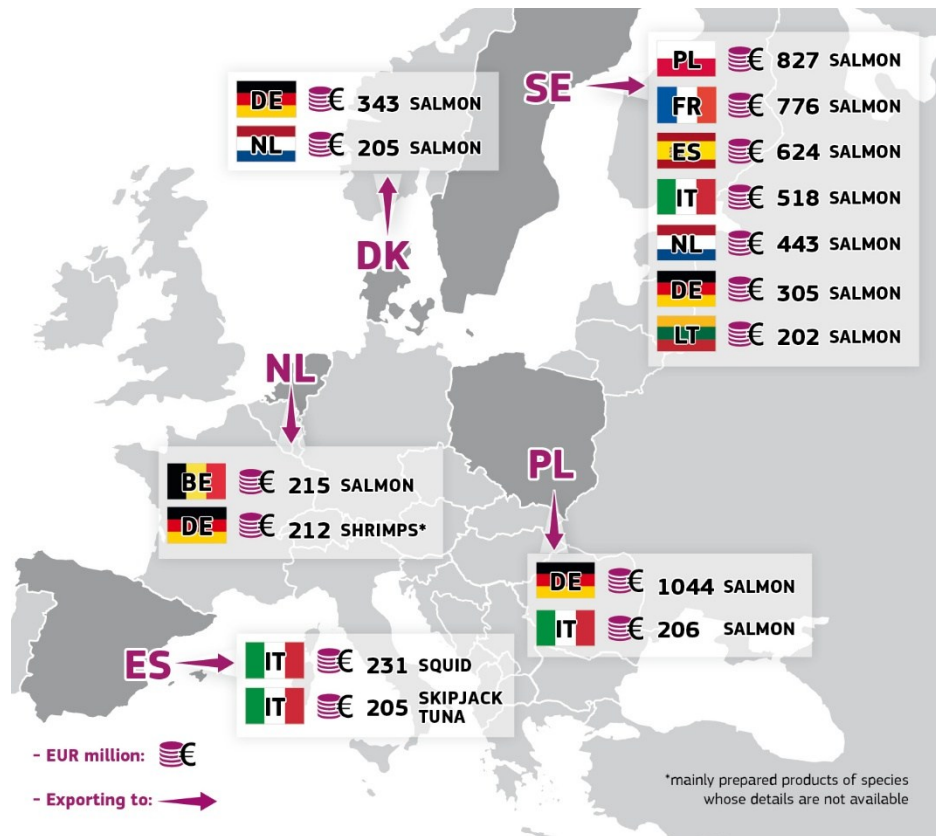 DE € 343 SALMON
NL € 205 SALMON
DK
SE
PL € 827 SALMON
FR € 776 SALMON
ES € 624 SALMON
IT € 518 SALMON
NL € 443 SALMON
DE € 305 SALMON
LT € 202 SALMON
NL
BE € 215 SALMON
DE € 212 SHRIMPS*
PL
DE € 1044 SALMON
IT € 206 SALMON
ES
IT € 231 SQUID
IT € 205 SKIPJACK
TUNA
- EUR million: €
- Exporting to:
*mainly prepared products of species
whose details are not available